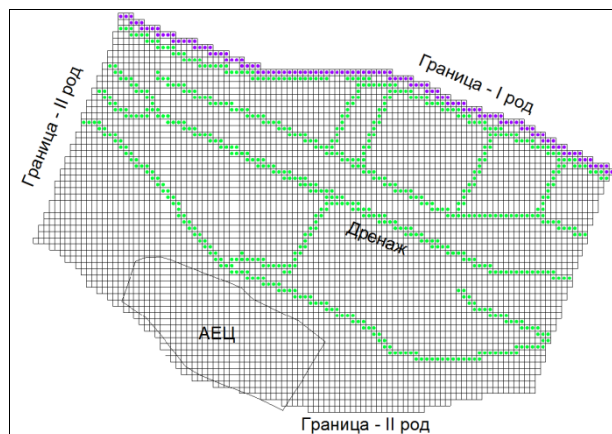 Граница - I род
Граница - II род
Дренаж
АЕЦ
Граница - II род